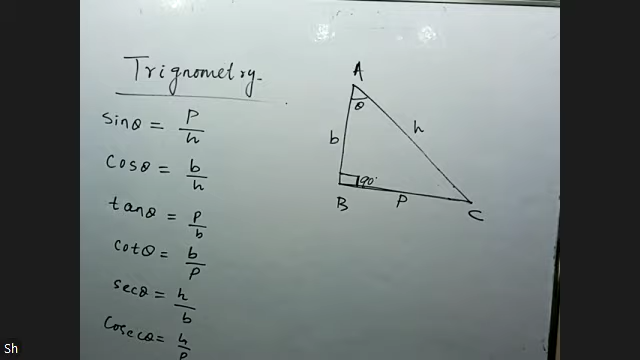 Trignometry
sinθ = P/h
cosθ = b/h
tanθ = P/b
cotθ = b/P
secθ = h/b
cosecθ = h/P
A
θ
b
h
90°
B
P
C
Sh